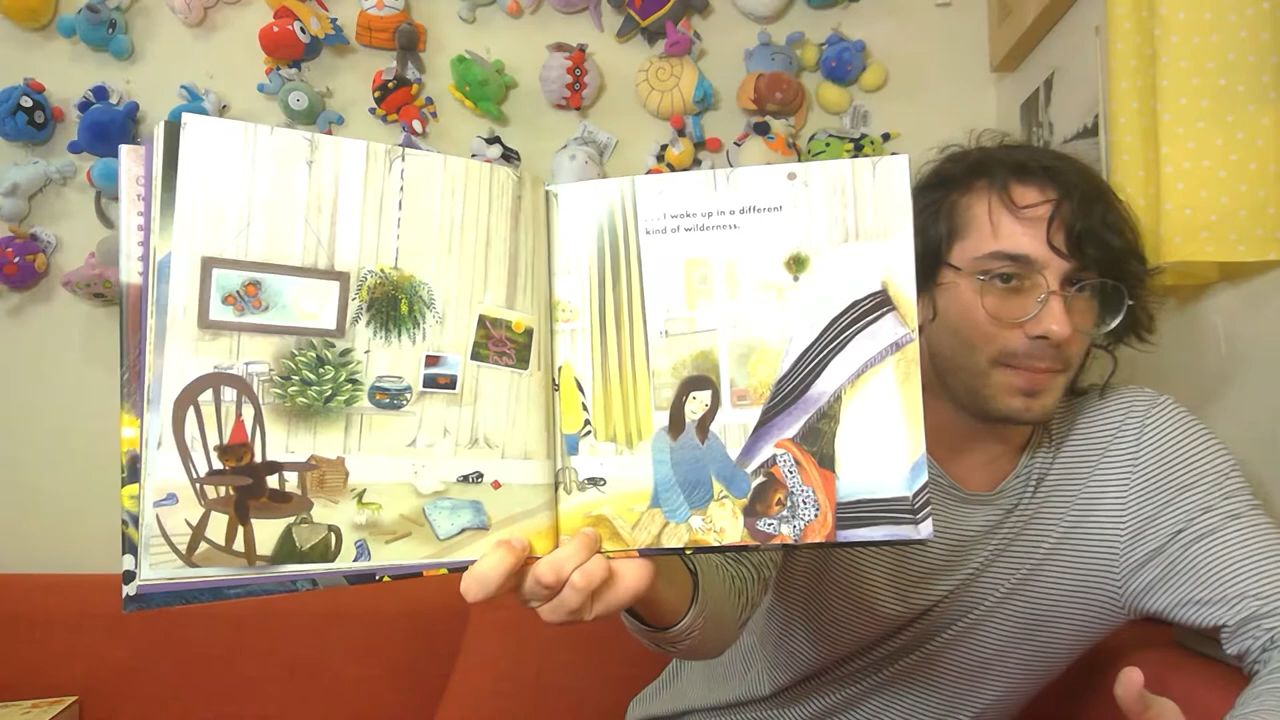 . . . I woke up in a different
kind of wilderness.